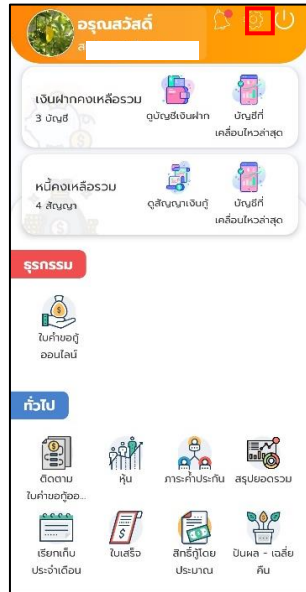 อรุณสวัสดิ์
ส
เงินฝากคงเหลือรวม
3 บัญชี
ดูบัญชีเงินฝาก
บัญชีที่
เคลื่อนไหวล่าสุด
หนี้คงเหลือรวม
4 สัญญา
ดูสัญญาเงินกู้
บัญชีที่
เคลื่อนไหวล่าสุด
ธุรกรรม
ใบคำขอกู้
ออนไลน์
ทั่วไป
ติดตาม
ใบคำขอกู้ออ...
หุ้น
ภาระค้ำประกัน
สรุปยอดรวม
เรียกเก็บ
ประจำเดือน
ใบเสร็จ
สิทธิ์กู้โดย
ประมาณ
ปันผล - เฉลี่ย
คืน